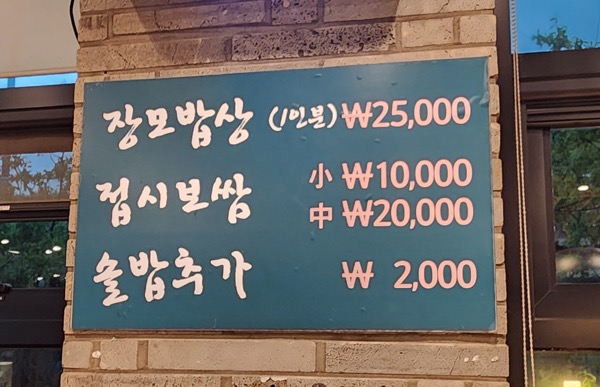 장모밥상 (1인분) ₩25,000
접시보쌈 小 ₩10,000
中 ₩20,000
솔밥추가 ₩ 2,000